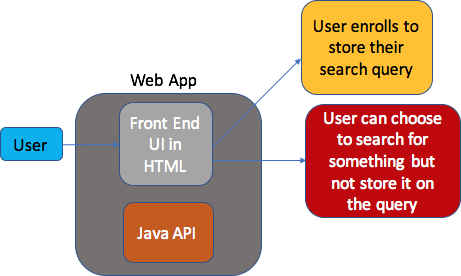 User enrolls to
store their
search query
Web App
Front End
UI in
HTML
User
User can choose
to search for
something but
not store it on
the query
Java API